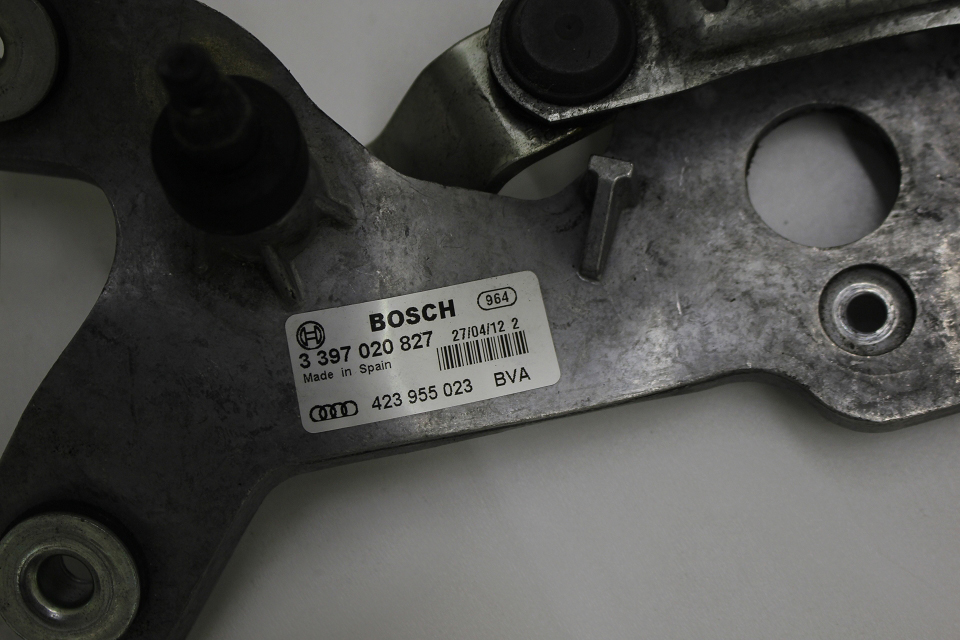 BOSCH 964
3 397 020 827 27/04/12 2
Made in Spain
423 955 023 BVA